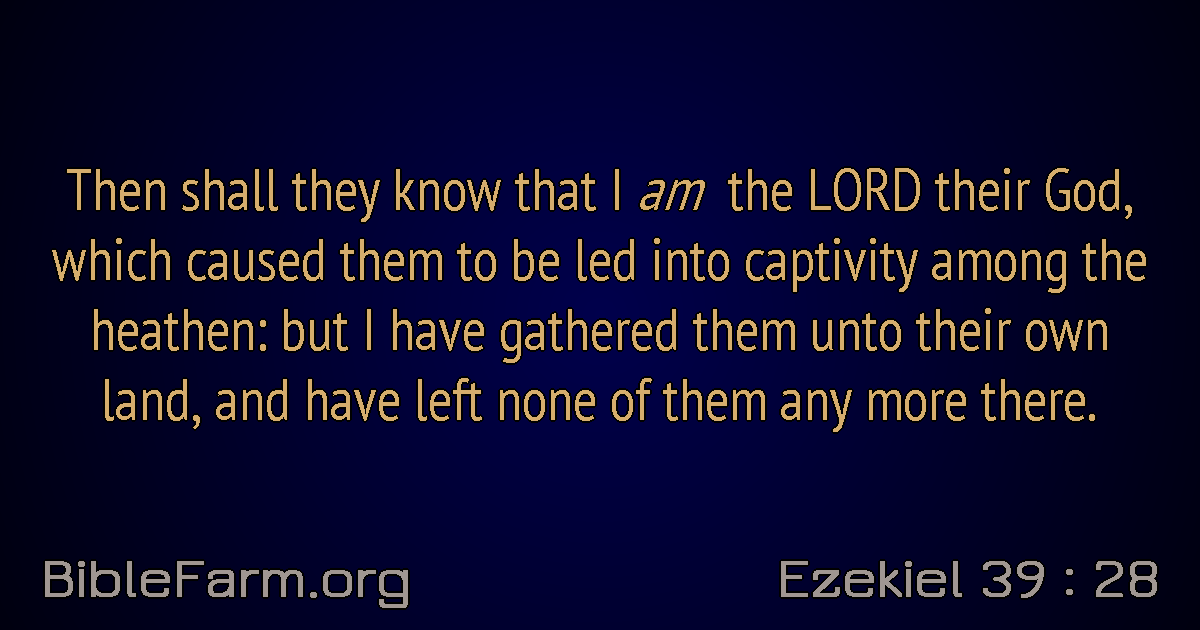 Then shall they know that I am the LORD their God,
which caused them to be led into captivity among the
heathen: but I have gathered them unto their own
land, and have left none of them any more there.
BibleFarm.org
Ezekiel 39 : 28